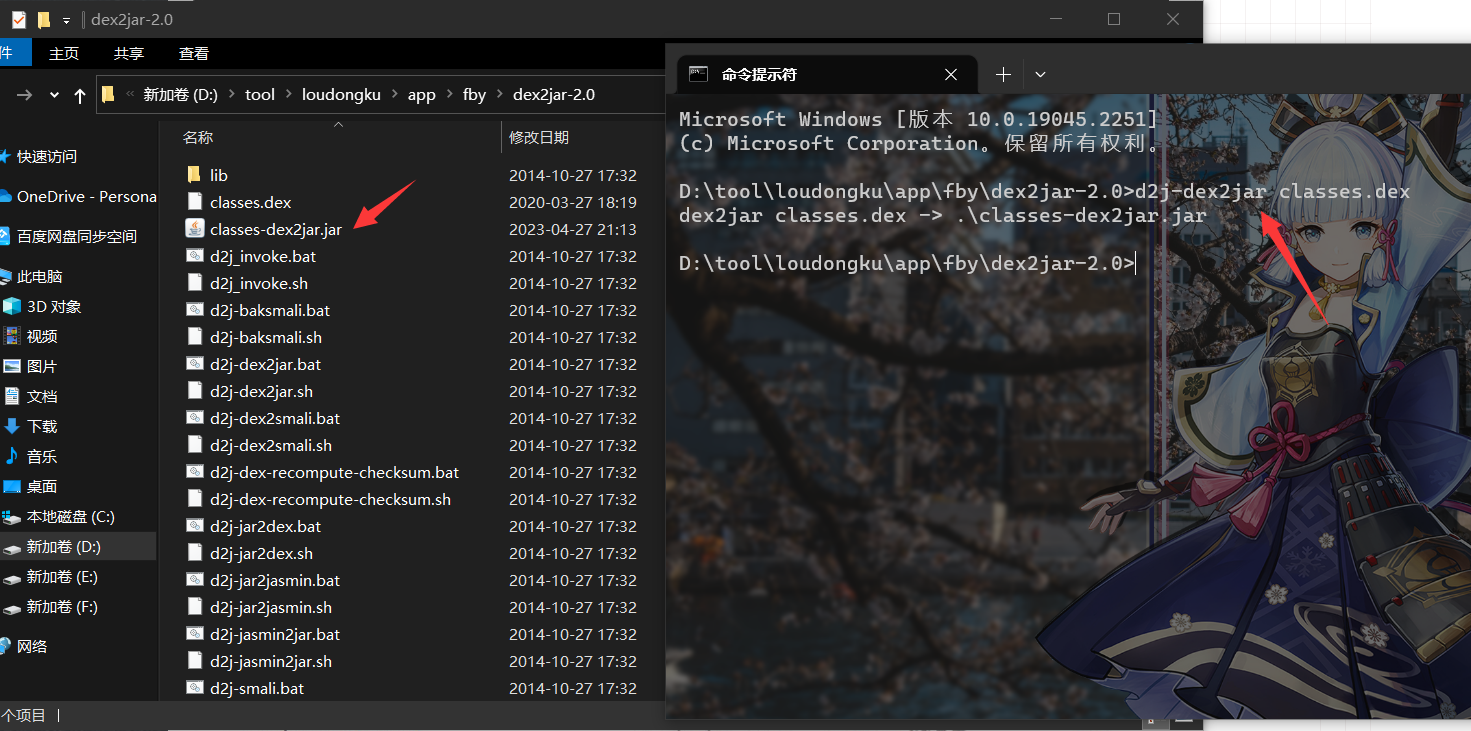 dex2jar-2.0
件 主页 共享 查看
« 新加卷 (D:) > tool > loudongku > app > fby > dex2jar-2.0
快速访问
OneDrive - Persona
百度网盘同步空间
此电脑
3D 对象
视频
图片
文档
下载
音乐
桌面
本地磁盘 (C:)
新加卷 (D:)
新加卷 (E:)
新加卷 (F:)
网络
名称 修改日期
lib 2014-10-27 17:32
classes.dex 2020-03-27 18:19
classes-dex2jar.jar 2023-04-27 21:13
d2j_invoke.bat 2014-10-27 17:32
d2j_invoke.sh 2014-10-27 17:32
d2j-baksmali.bat 2014-10-27 17:32
d2j-baksmali.sh 2014-10-27 17:32
d2j-dex2jar.bat 2014-10-27 17:32
d2j-dex2jar.sh 2014-10-27 17:32
d2j-dex2smali.bat 2014-10-27 17:32
d2j-dex2smali.sh 2014-10-27 17:32
d2j-dex-recompute-checksum.bat 2014-10-27 17:32
d2j-dex-recompute-checksum.sh 2014-10-27 17:32
d2j-jar2dex.bat 2014-10-27 17:32
d2j-jar2dex.sh 2014-10-27 17:32
d2j-jar2jasmin.bat 2014-10-27 17:32
d2j-jar2jasmin.sh 2014-10-27 17:32
d2j-jasmin2jar.bat 2014-10-27 17:32
d2j-jasmin2jar.sh 2014-10-27 17:32
d2j-smali.bat 2014-10-27 17:32
个项目
命令提示符
Microsoft Windows [版本 10.0.19045.2251]
(c) Microsoft Corporation。保留所有权利。
D:\tool\loudongku\app\fby\dex2jar-2.0>d2j-dex2jar classes.dex
dex2jar classes.dex -> .\classes-dex2jar.jar
D:\tool\loudongku\app\fby\dex2jar-2.0>